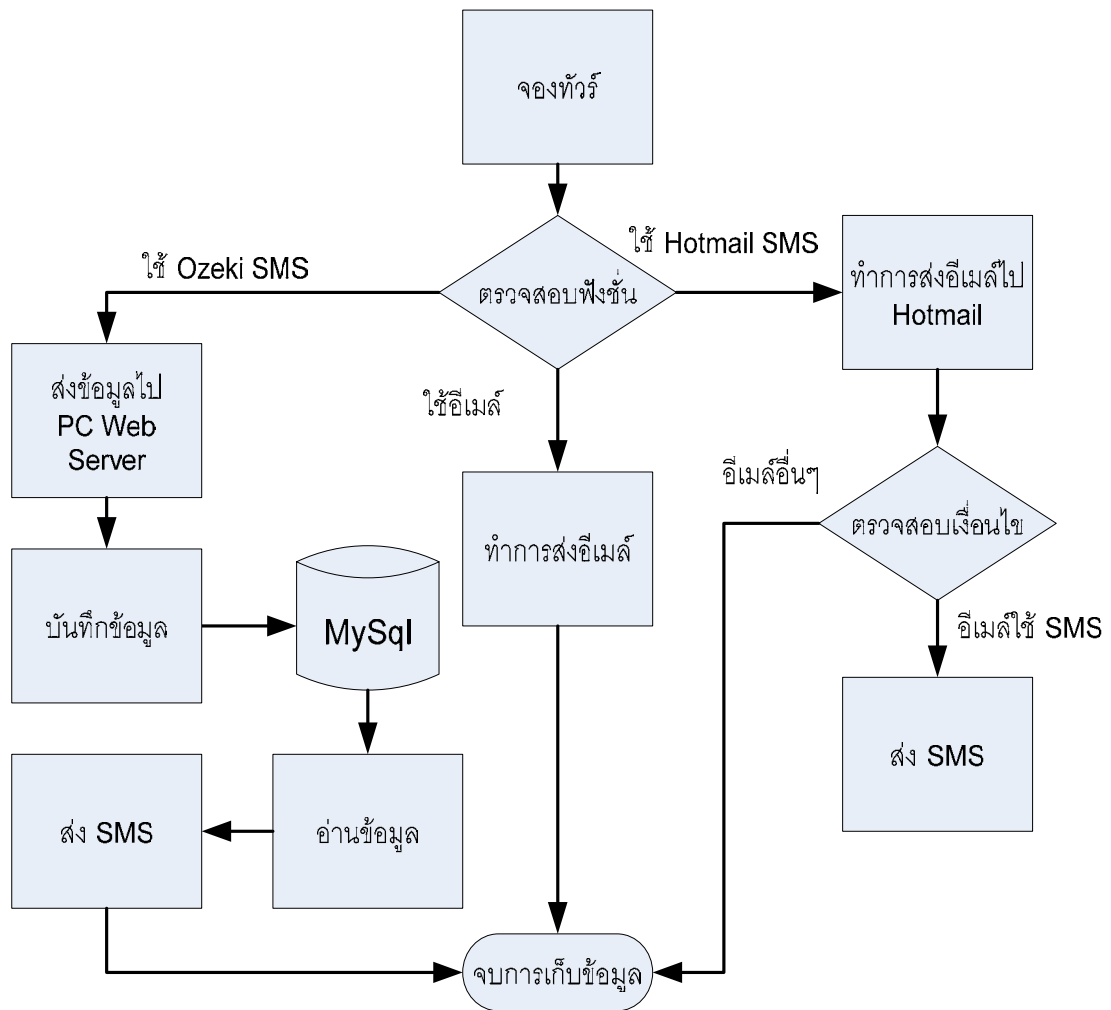 จองทัวร์
ใช้ Ozeki SMS
ตรวจสอบฟังชั่น
ใช้ Hotmail SMS
ทำการส่งอีเมล์ไป
Hotmail
ส่งข้อมูลไป
PC Web
Server
ใช้อีเมล์
อีเมล์อื่นๆ
ตรวจสอบเงื่อนไข
บันทึกข้อมูล
MySql
ทำการส่งอีเมล์
อีเมล์ใช้ SMS
ส่ง SMS
ส่ง SMS
อ่านข้อมูล
จบการเก็บข้อมูล